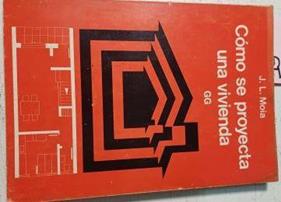 J. L. Moia
Cómo se proyecta
una vivienda
GG